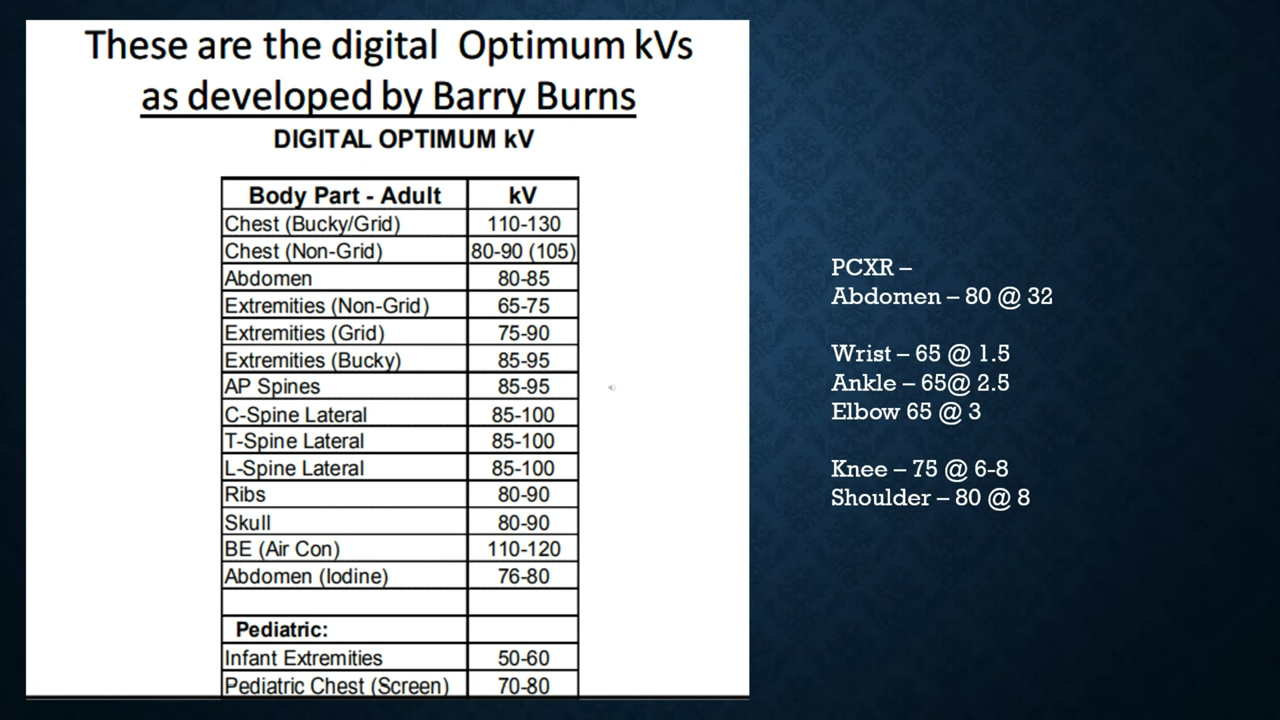 These are the digital Optimum kVs
as developed by Barry Burns
DIGITAL OPTIMUM kV
Body Part - Adult kV
Chest (Bucky/Grid) 110-130
Chest (Non-Grid) 80-90 (105)
Abdomen 80-85
Extremities (Non-Grid) 65-75
Extremities (Grid) 75-90
Extremities (Bucky) 85-95
AP Spines 85-95
C-Spine Lateral 85-100
T-Spine Lateral 85-100
L-Spine Lateral 85-100
Ribs 80-90
Skull 80-90
BE (Air Con) 110-120
Abdomen (Iodine) 76-80
Pediatric:
Infant Extremities 50-60
Pediatric Chest (Screen) 70-80
PCXR –
Abdomen – 80 @ 32
Wrist – 65 @ 1.5
Ankle – 65@ 2.5
Elbow 65 @ 3
Knee – 75 @ 6-8
Shoulder – 80 @ 8